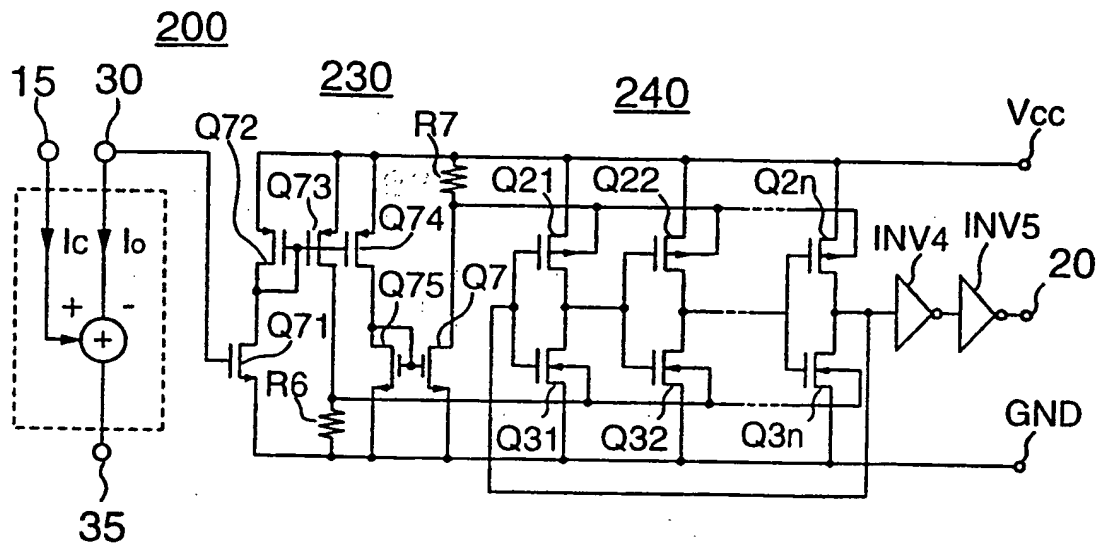 200
15
30
230
240
Vcc
Q72
R7
Q73
Q21
Q22
Q2n
Q74
INV4
INV5
20
Ic
Io
Q75
Q7
+
-
+
Q71
R6
GND
Q31
Q32
Q3n
35